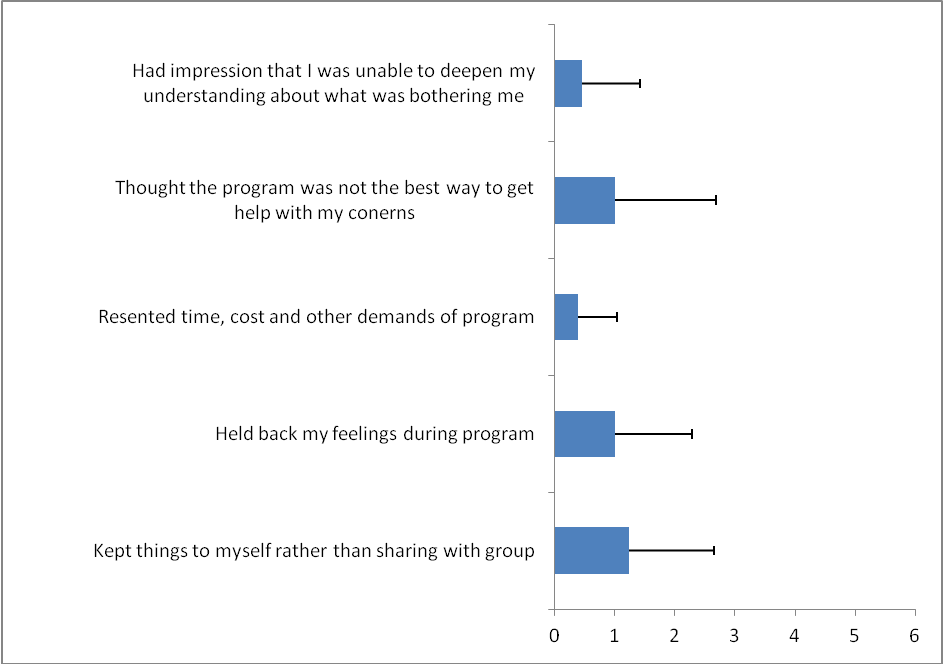 Had impression that I was unable to deepen my
understanding about what was bothering me
Thought the program was not the best way to get
help with my conerns
Resented time, cost and other demands of program
Held back my feelings during program
Kept things to myself rather than sharing with group
0 1 2 3 4 5 6